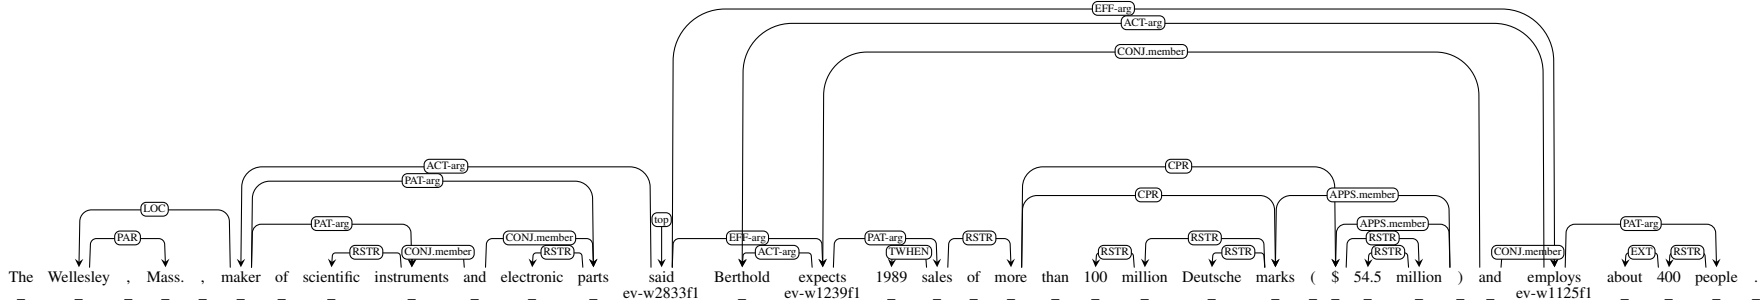 EFF-arg
ACT-arg
CONJ.member
ACT-arg CPR
PAT-arg
CPR APPS.member
LOC
top
PAT-arg APPS.member PAT-arg
PAR CONJ.member EFF-arg PAT-arg RSTR RSTR RSTR
RSTR CONJ.member RSTR ACT-arg TWHEN RSTR RSTR RSTR CONJ.member EXT RSTR
The Wellesley , Mass. , maker of scientific instruments and electronic parts said Berthold expects 1989 sales of more than 100 million Deutsche marks ( $ 54.5 million ) and employs about 400 people
_ _ _ _ _ _ _ _ _ _ _ _ ev-w2833f1 _ ev-w1239f1 _ _ _ _ _ _ _ _ _ _ _ _ _ _ _ ev-w1125f1 _ _ _ _